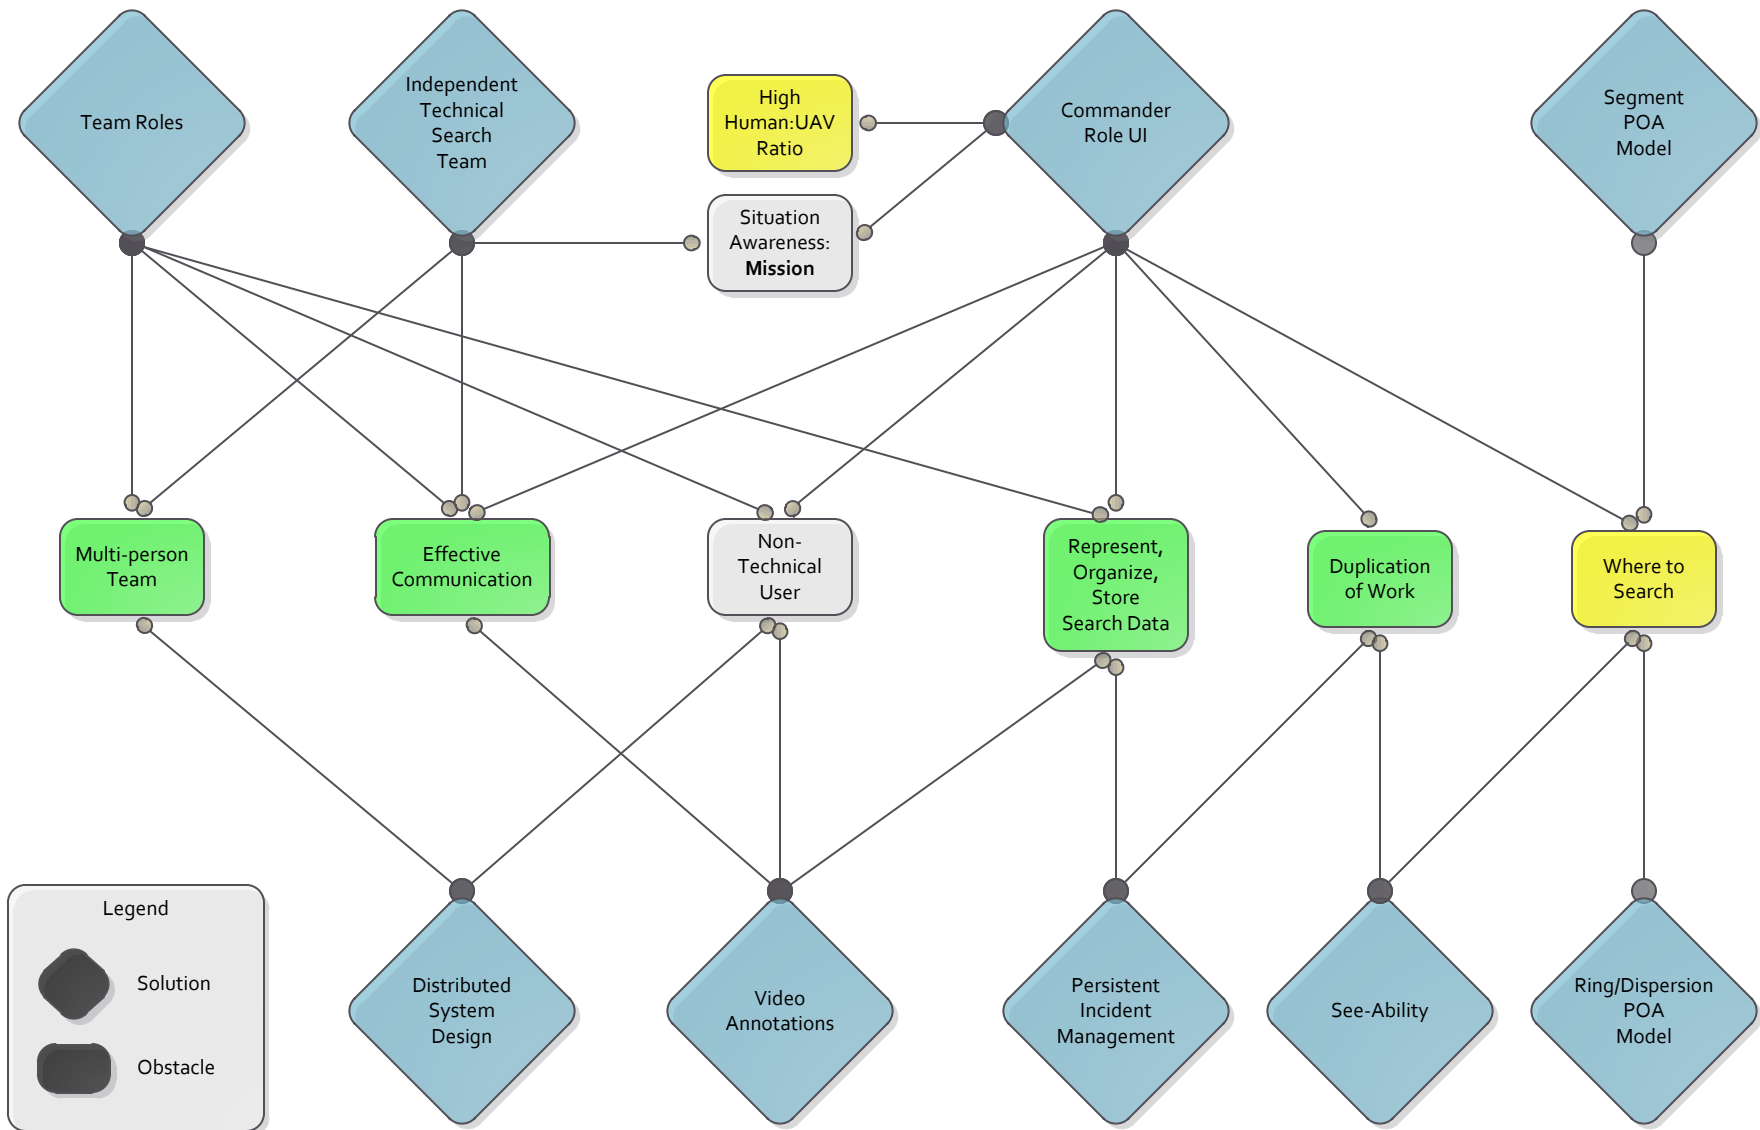 Team Roles
Independent
Technical
Search
Team
High
Human:UAV
Ratio
Commander
Role UI
Segment
POA
Model
Situation
Awareness:
Mission
Multi-person
Team
Effective
Communication
Non-
Technical
User
Represent,
Organize,
Store
Search Data
Duplication
of Work
Where to
Search
Legend
Solution
Obstacle
Distributed
System
Design
Video
Annotations
Persistent
Incident
Management
See-Ability
Ring/Dispersion
POA
Model